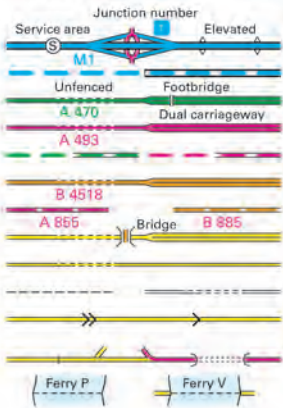 Junction number
Service area 1 Elevated
S
M1
Unfenced Footbridge
A 470 Dual carriageway
A 493
B 4518
A 855 Bridge B 885
Ferry P Ferry V